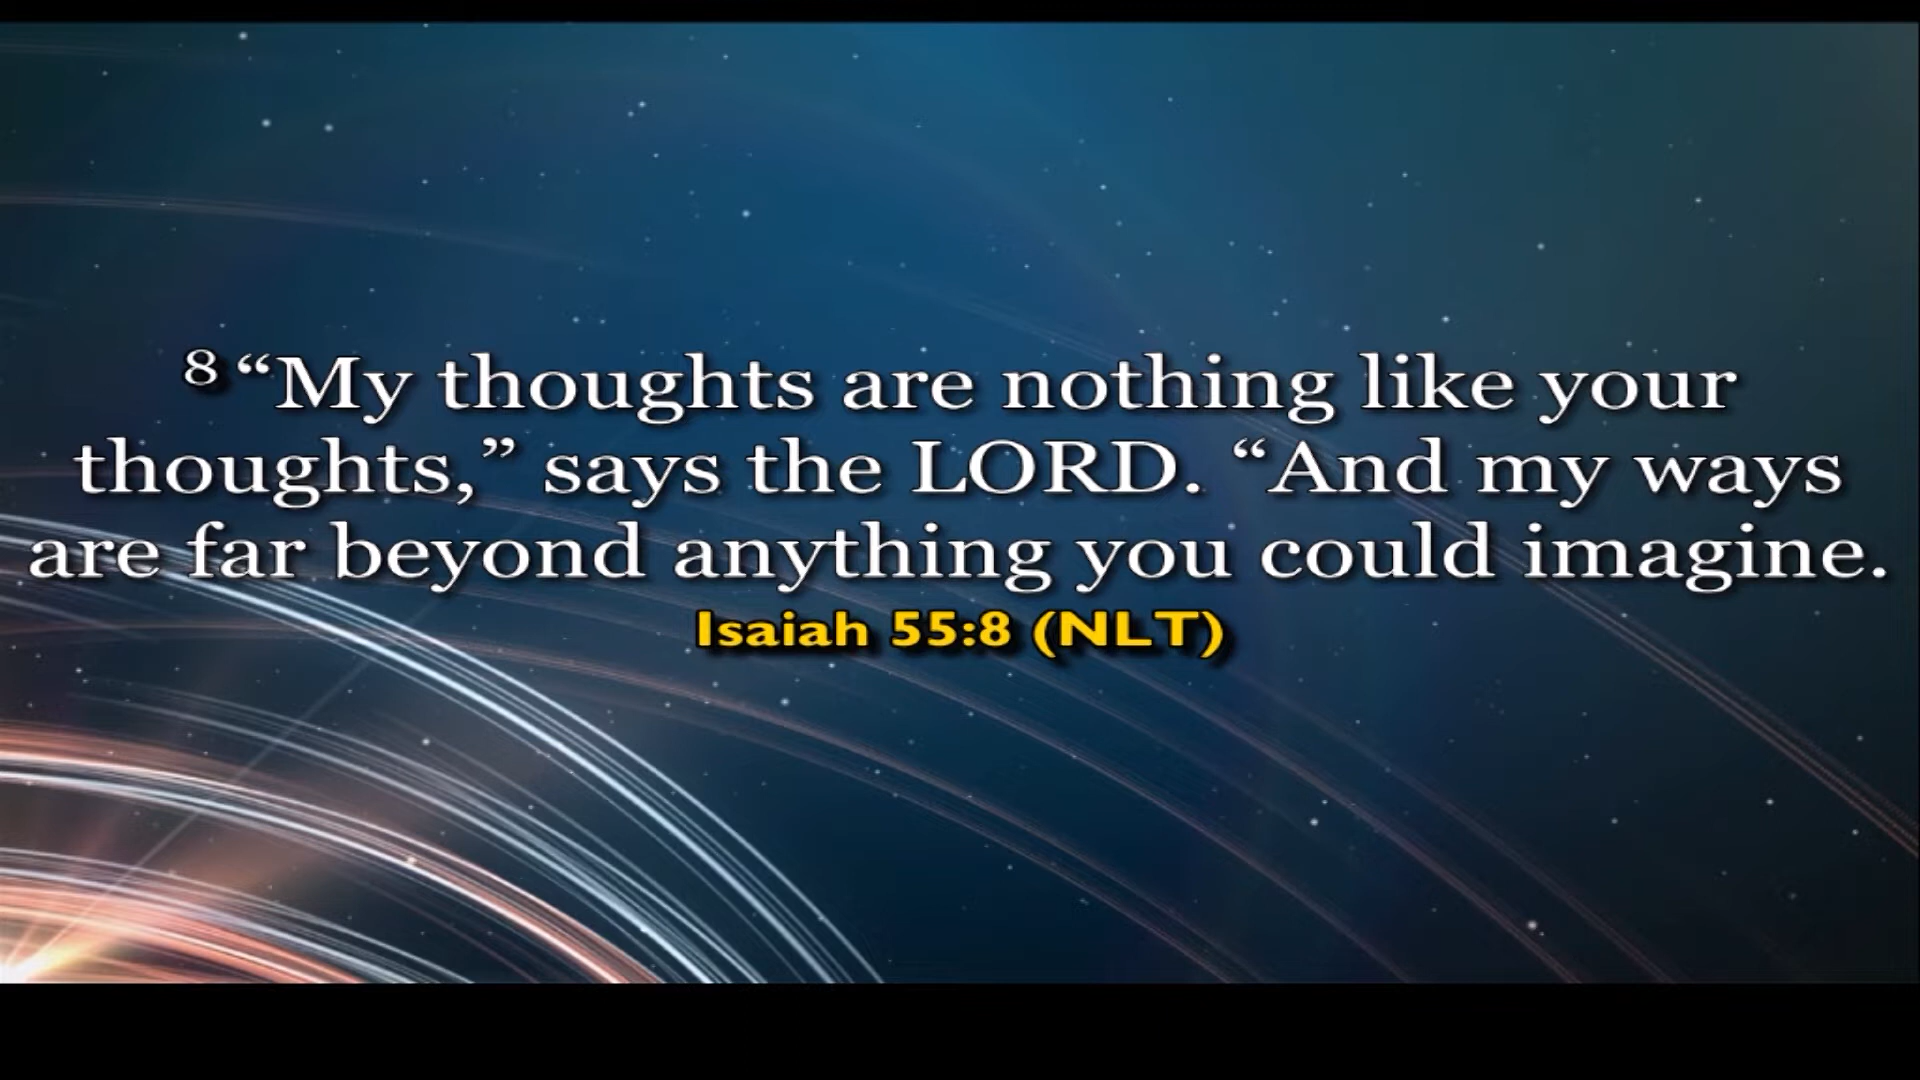 8 “My thoughts are nothing like your
thoughts,” says the LORD. “And my ways
are far beyond anything you could imagine.
Isaiah 55:8 (NLT)